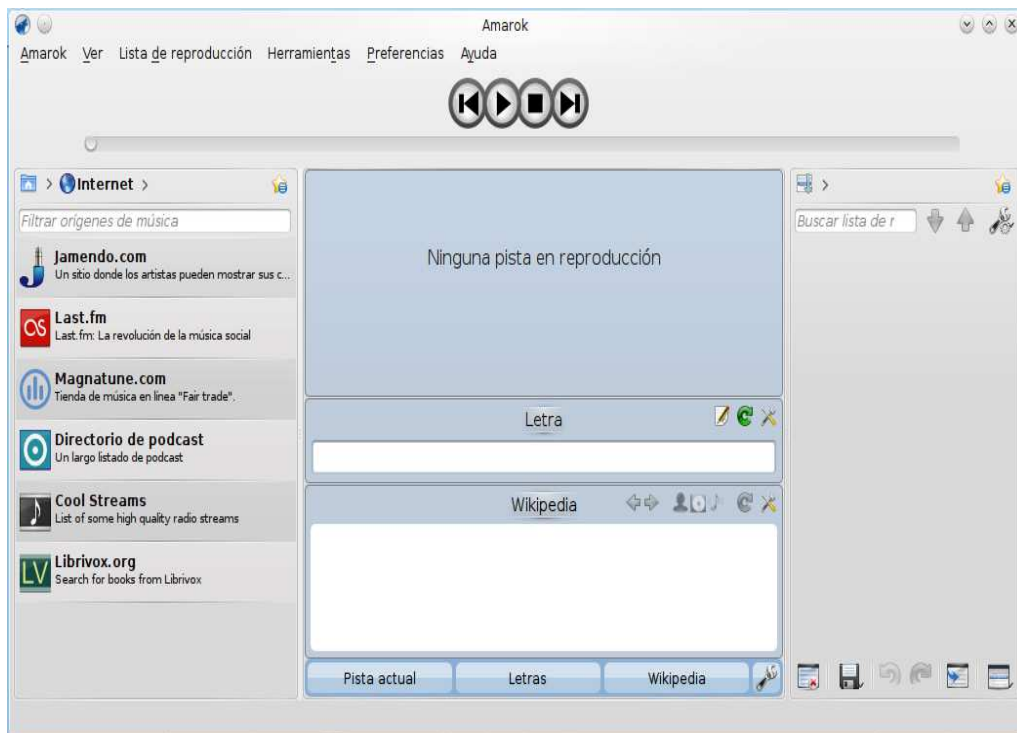 Amarok
Amarok Ver Lista de reproducción Herramientas Preferencias Ayuda
> Internet >
Filtrar orígenes de música
Jamendo.com
Un sitio donde los artistas pueden mostrar sus c...
Last.fm
Last.fm: La revolución de la música social
Magnatune.com
Tienda de música en línea "Fair trade".
Directorio de podcast
Un largo listado de podcast
Cool Streams
List of some high quality radio streams
Librivox.org
LV
Search for books from Librivox
Ninguna pista en reproducción
Letra
Wikipedia
Pista actual Letras Wikipedia
>
Buscar lista de r